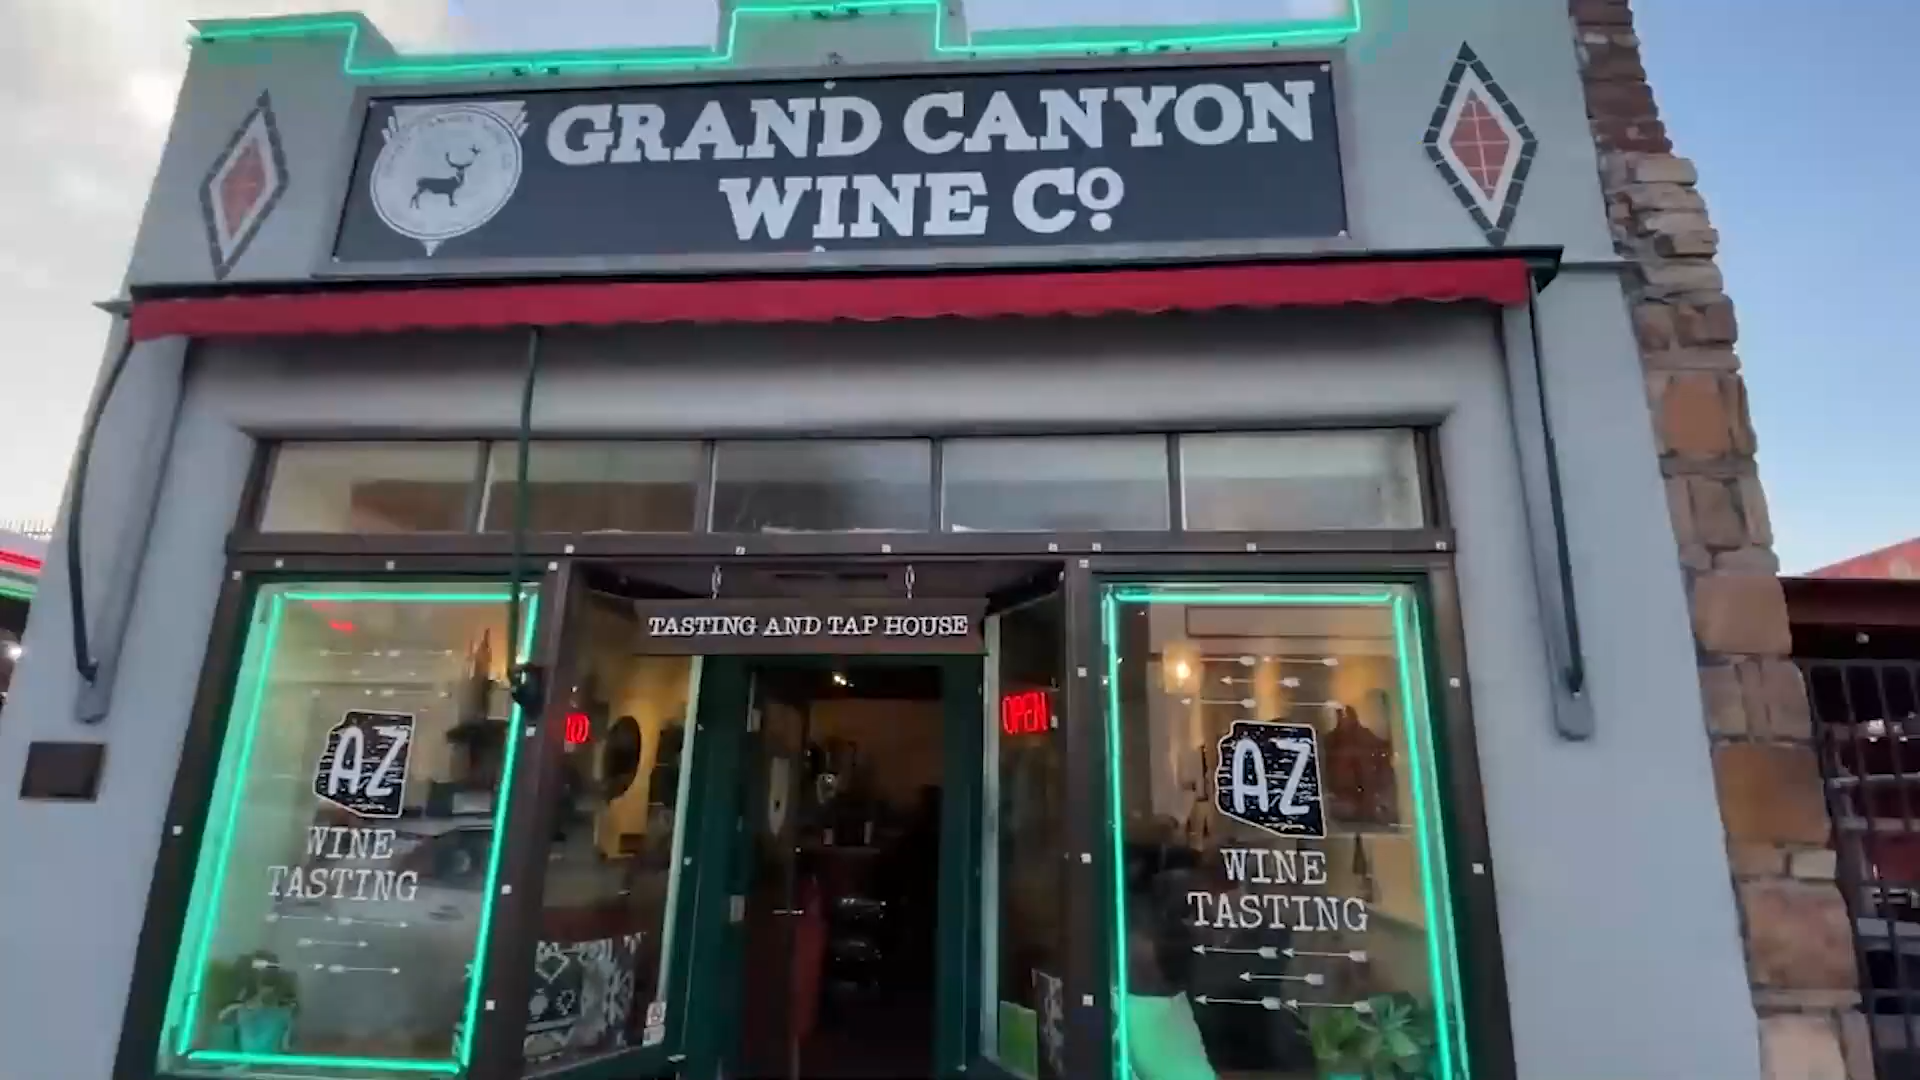 GRAND CANYON
WINE Cº
TASTING AND TAP HOUSE
OPEN
AZ
WINE
TASTING
AZ
WINE
TASTING